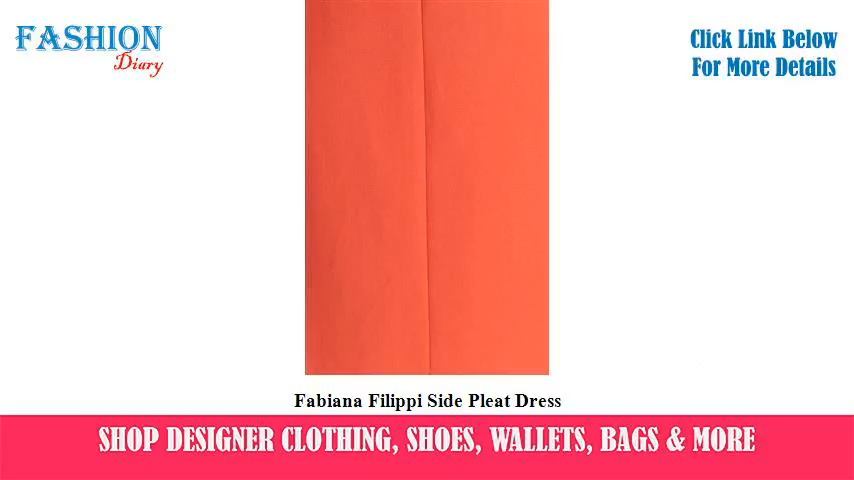 FASHION
Diary
Click Link Below
For More Details
Fabiana Filippi Side Pleat Dress
SHOP DESIGNER CLOTHING, SHOES, WALLETS, BAGS & MORE